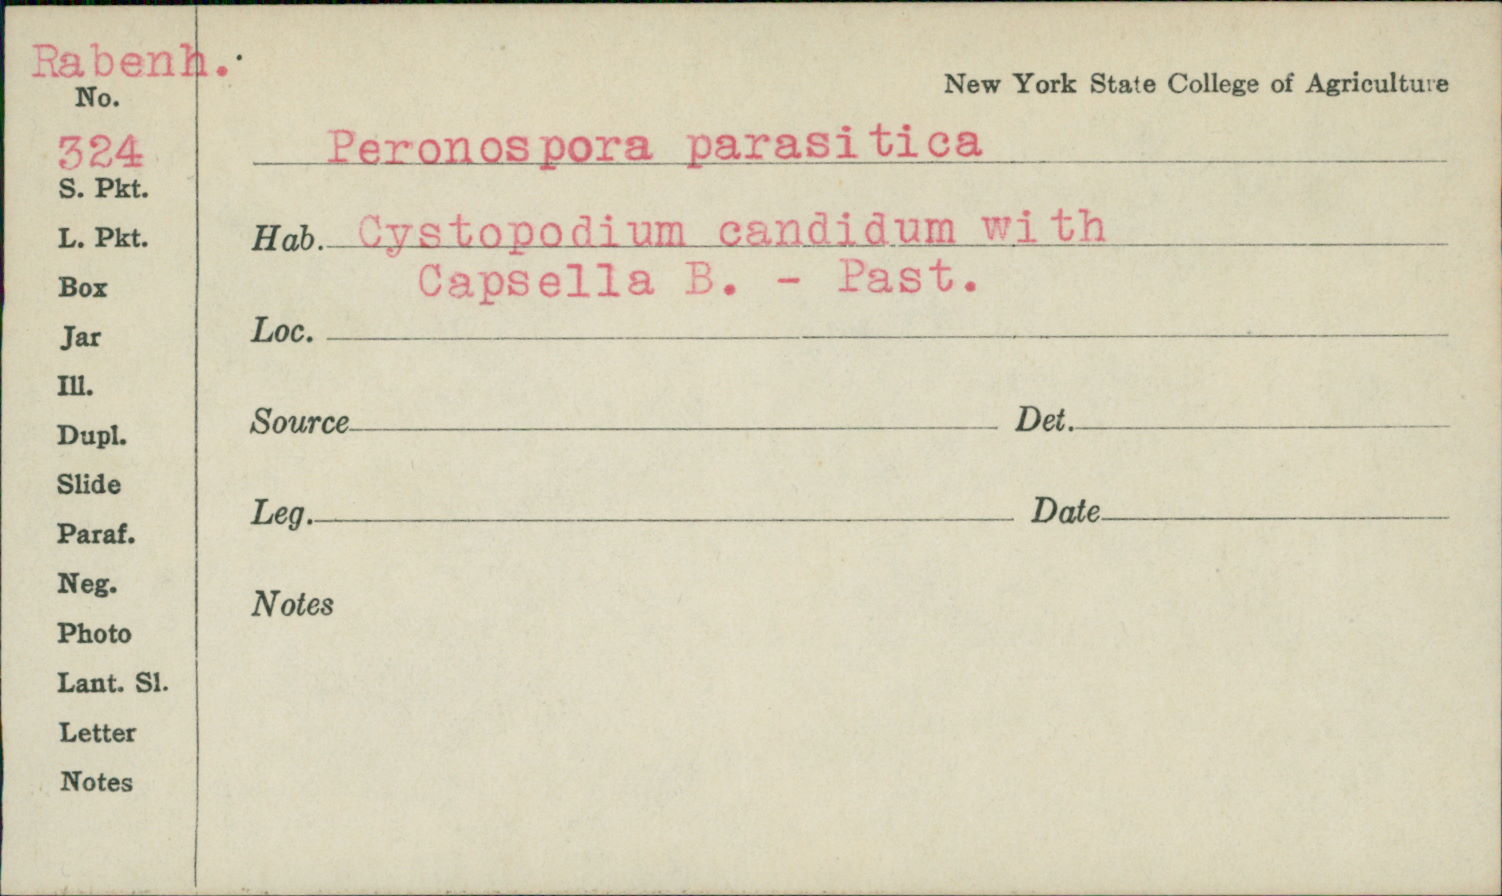 Rabenh.
No.
324
S. Pkt.
L. Pkt.
Box
Jar
Ill.
Dupl.
Slide
Paraf.
Neg.
Photo
Lant. Sl.
Letter
Notes
New York State College of Agriculture
Peronospora parasitica
Hab. Cystopodium candidum with
Capsella B. - Past.
Loc.
Source Det.
Leg. Date
Notes